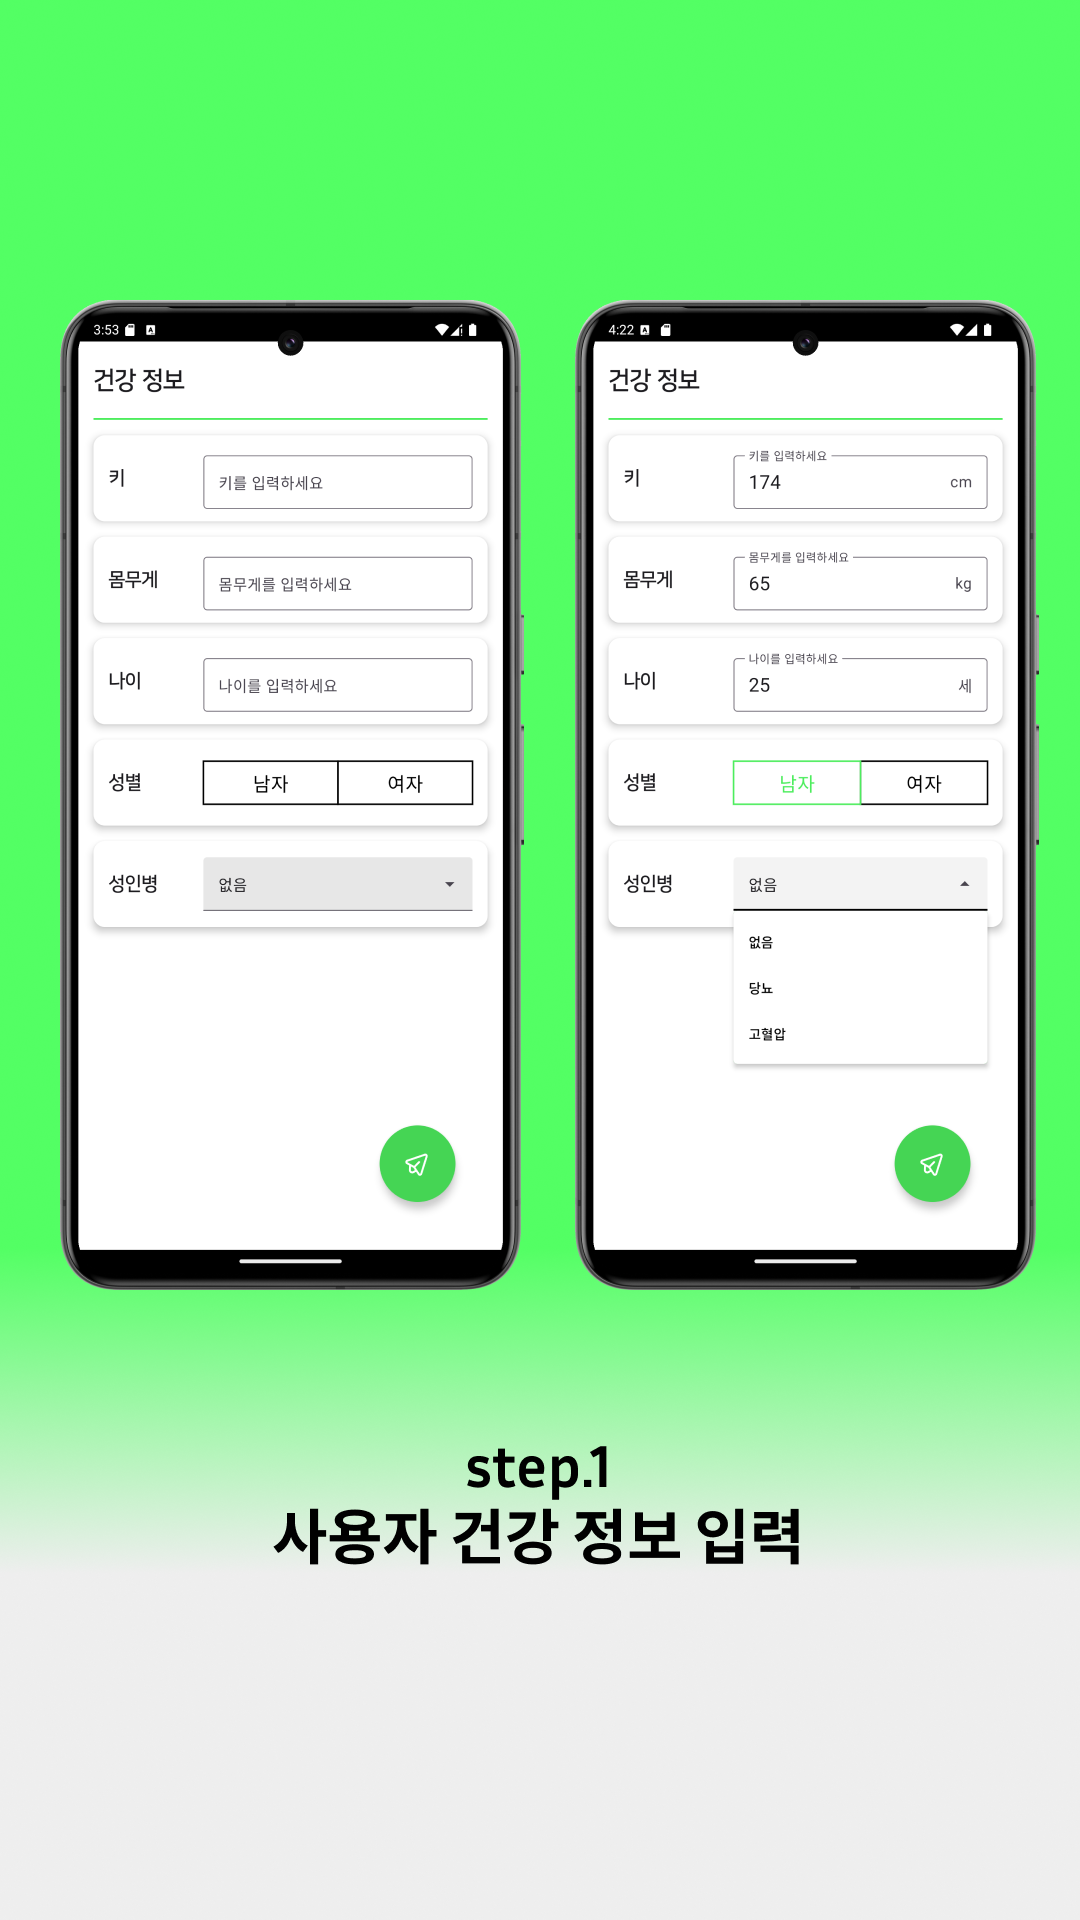 3:53
건강 정보
키
키를 입력하세요
몸무게
몸무게를 입력하세요
나이
나이를 입력하세요
성별
남자
여자
성인병
없음
4:22
건강 정보
키
키를 입력하세요
174
cm
몸무게
몸무게를 입력하세요
65
kg
나이
나이를 입력하세요
25
세
성별
남자
여자
성인병
없음
없음
당뇨
고혈압
step.1
사용자 건강 정보 입력